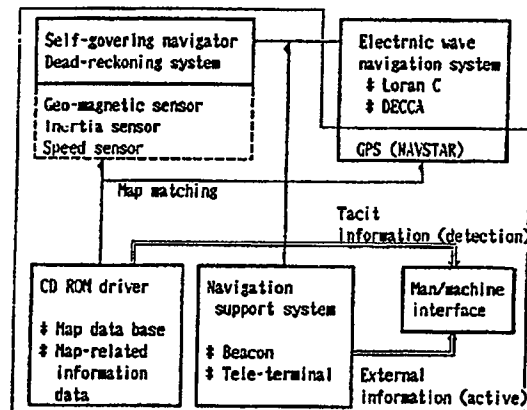 Self-govering navigator
Dead-reckoning system
Geo-magnetic sensor
Inertia sensor
Speed sensor
Electrnic wave
navigation system
‡ Loran C
‡ DECCA
GPS (NAVSTAR)
Map matching
Tacit
information (detection)
CD ROM driver
‡ Map data base
‡ Map-related
information
data
Navigation
support system
‡ Beacon
‡ Tele-terminal
Man/machine
interface
External
information (active)